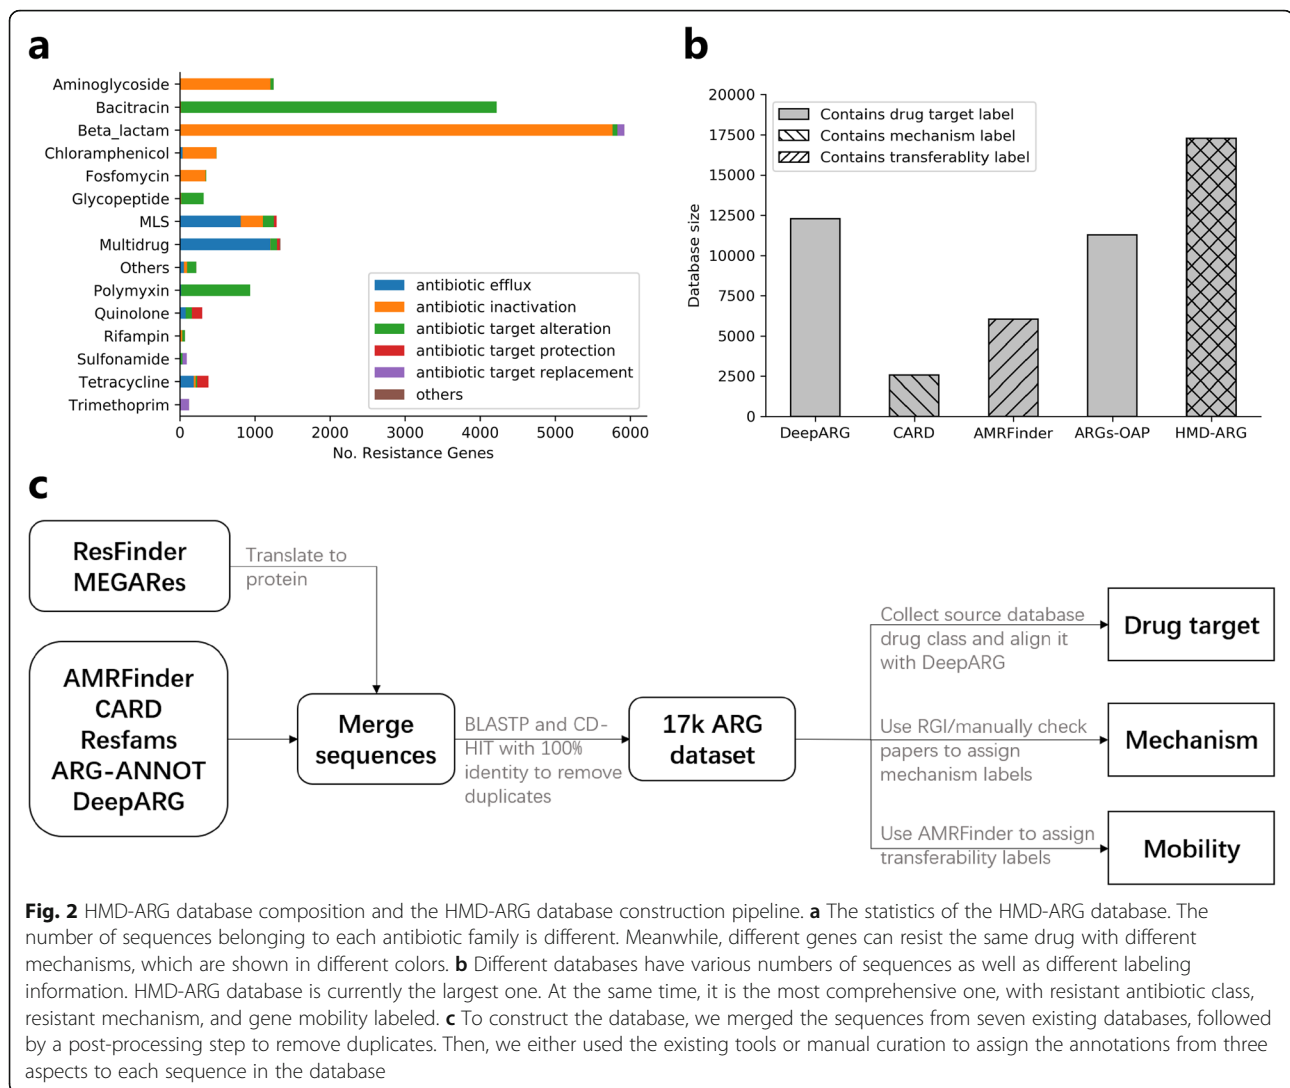 a
Aminoglycoside
Bacitracin
Beta_lactam
Chloramphenicol
Fosfomycin
Glycopeptide
MLS
Multidrug
Others
Polymyxin
Quinolone
Rifampin
Sulfonamide
Tetracycline
Trimethoprim
antibiotic efflux
antibiotic inactivation
antibiotic target alteration
antibiotic target protection
antibiotic target replacement
others
0 1000 2000 3000 4000 5000 6000
No. Resistance Genes
b
20000
17500
15000
12500
10000
7500
5000
2500
0
Database size
Contains drug target label
Contains mechanism label
Contains transferablity label
DeepARG CARD AMRFinder ARGs-OAP HMD-ARG
c
ResFinder
MEGARes
Translate to
protein
AMRFinder
CARD
Resfams
ARG-ANNOT
DeepARG
Merge
sequences
BLASTP and CD-
HIT with 100%
identity to remove
duplicates
17k ARG
dataset
Collect source database
drug class and align it
with DeepARG
Drug target
Use RGI/manually check
papers to assign
mechanism labels
Mechanism
Use AMRFinder to assign
transferability labels
Mobility
Fig. 2 HMD-ARG database composition and the HMD-ARG database construction pipeline. a The statistics of the HMD-ARG database. The
number of sequences belonging to each antibiotic family is different. Meanwhile, different genes can resist the same drug with different
mechanisms, which are shown in different colors. b Different databases have various numbers of sequences as well as different labeling
information. HMD-ARG database is currently the largest one. At the same time, it is the most comprehensive one, with resistant antibiotic class,
resistant mechanism, and gene mobility labeled. c To construct the database, we merged the sequences from seven existing databases, followed
by a post-processing step to remove duplicates. Then, we either used the existing tools or manual curation to assign the annotations from three
aspects to each sequence in the database